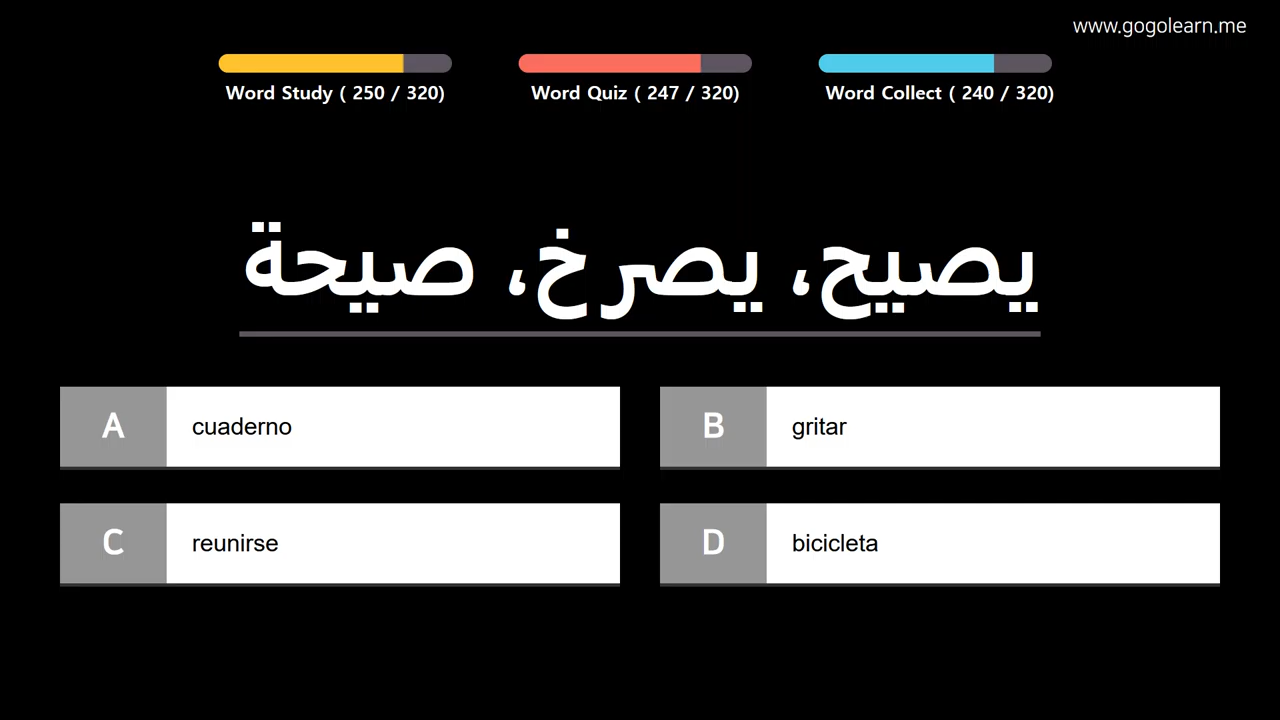 www.gogolearn.me
Word Study ( 250 / 320)
Word Quiz ( 247 / 320)
Word Collect ( 240 / 320)
يصيح، يصرخ، صيحة
A cuaderno
B gritar
C reunirse
D bicicleta